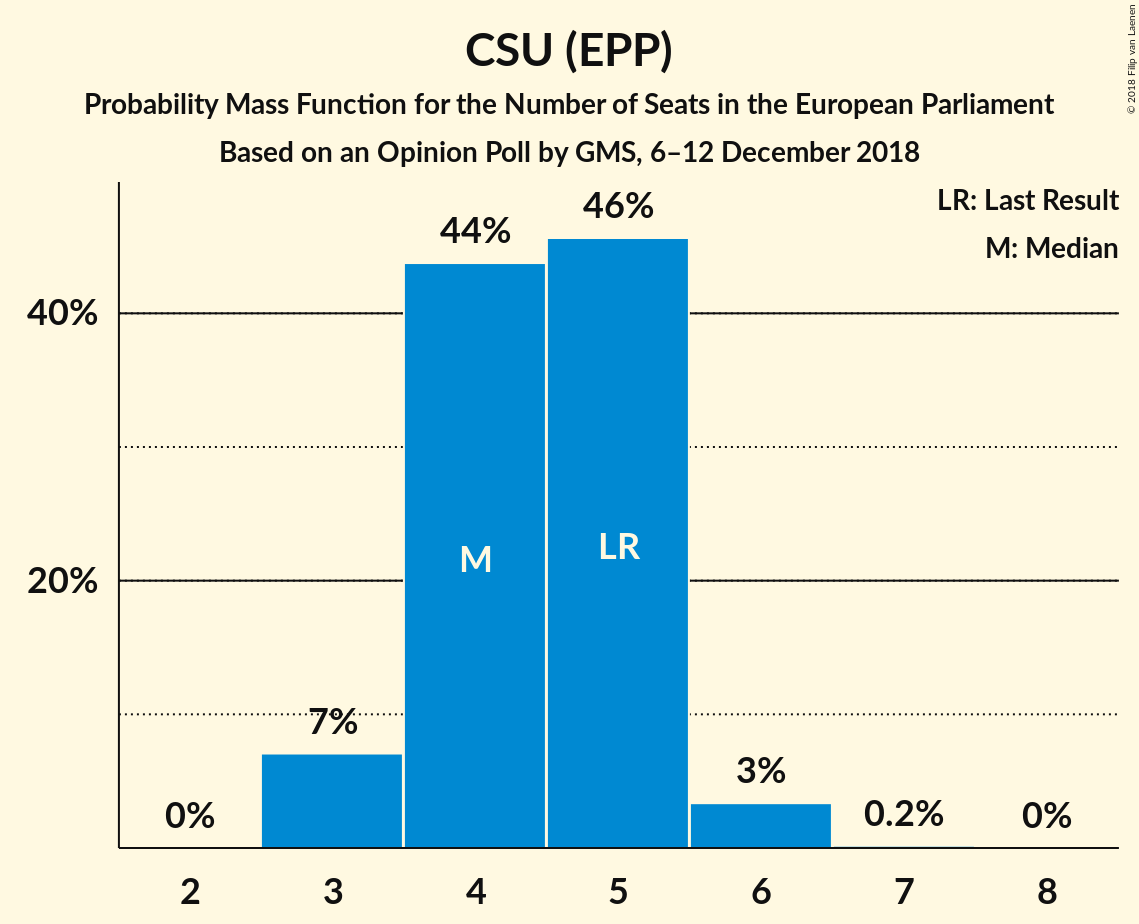 CSU (EPP)
Probability Mass Function for the Number of Seats in the European Parliament
Based on an Opinion Poll by GMS, 6–12 December 2018
© 2018 Filip van Laenen
LR: Last Result
M: Median
46%
44%
40%
20%
M
LR
7%
3%
0%
0.2%
0%
2 3 4 5 6 7 8